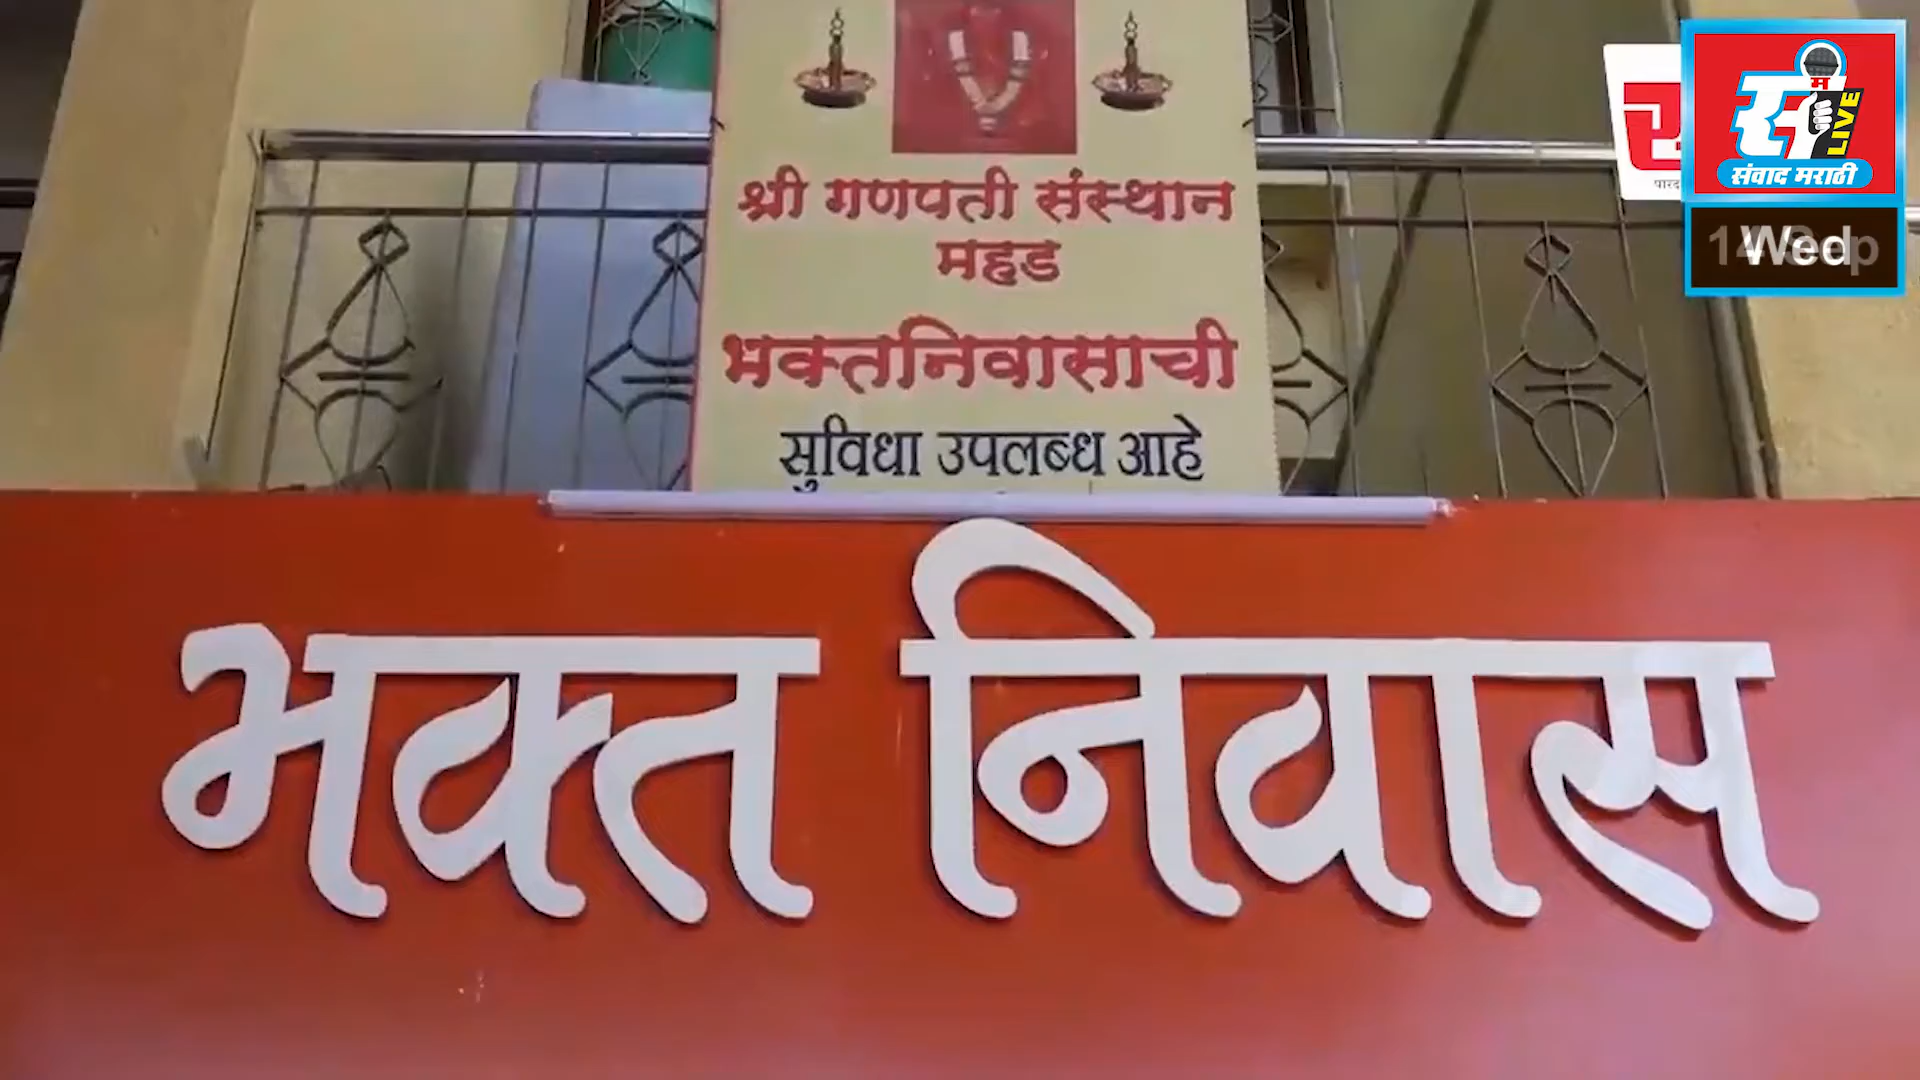 श्री गणपती संस्थान
महड
भक्तनिवासाची
सुविधा उपलब्ध आहे
भक्त निवास
स
म
LIVE
संवाद मराठी
Wed